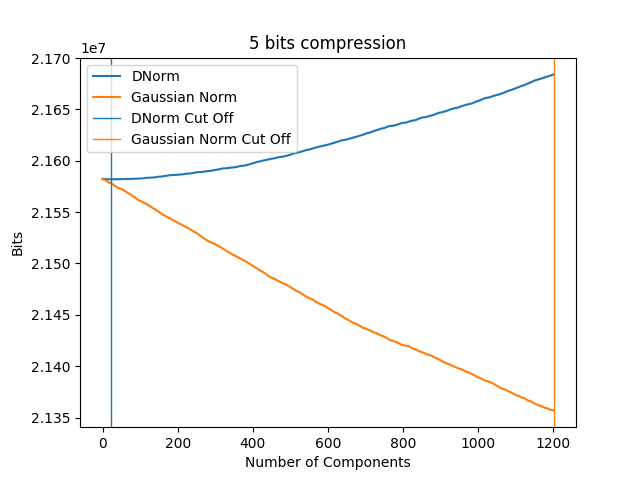 5 bits compression
1e7
2.170
2.165
2.160
2.155
2.150
2.145
2.140
2.135
Bits
DNorm
Gaussian Norm
DNorm Cut Off
Gaussian Norm Cut Off
0 200 400 600 800 1000 1200
Number of Components